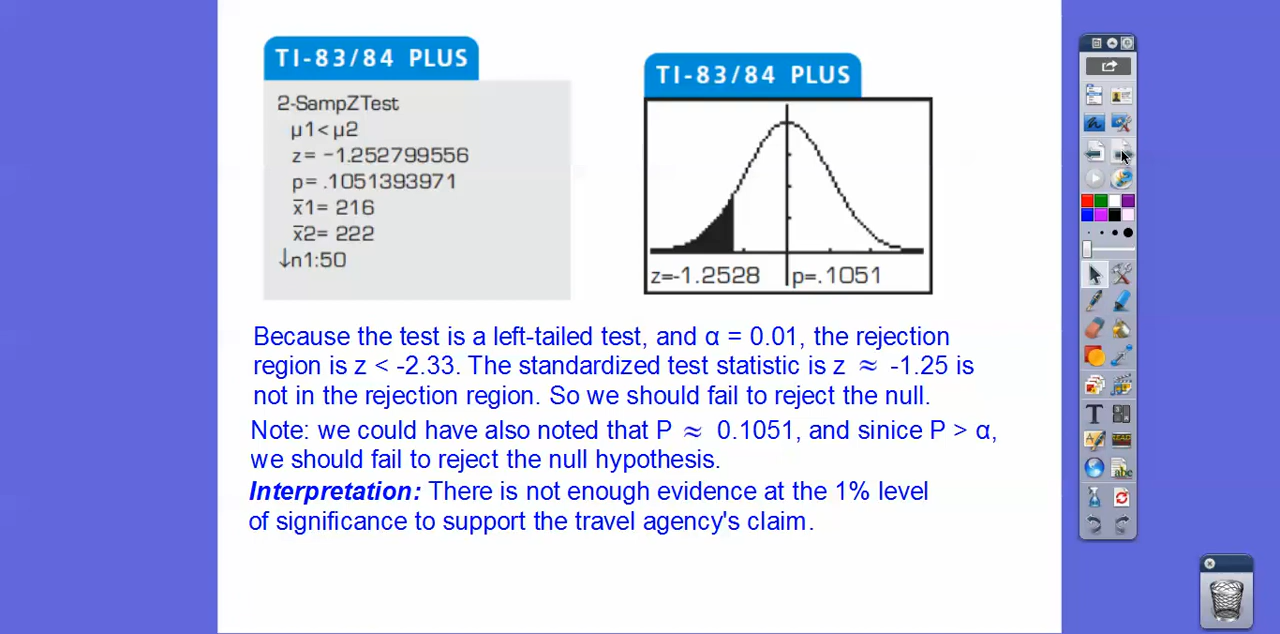 TI-83/84 PLUS
2-SampZTest
μ1<μ2
z= -1.252799556
p= .1051393971
x̄1= 216
x̄2= 222
↓n1:50
TI-83/84 PLUS
z=-1.2528 p=.1051
Because the test is a left-tailed test, and α = 0.01, the rejection
region is z < -2.33. The standardized test statistic is z ≈ -1.25 is
not in the rejection region. So we should fail to reject the null.
Note: we could have also noted that P ≈ 0.1051, and sinice P > α,
we should fail to reject the null hypothesis.
Interpretation: There is not enough evidence at the 1% level
of significance to support the travel agency's claim.